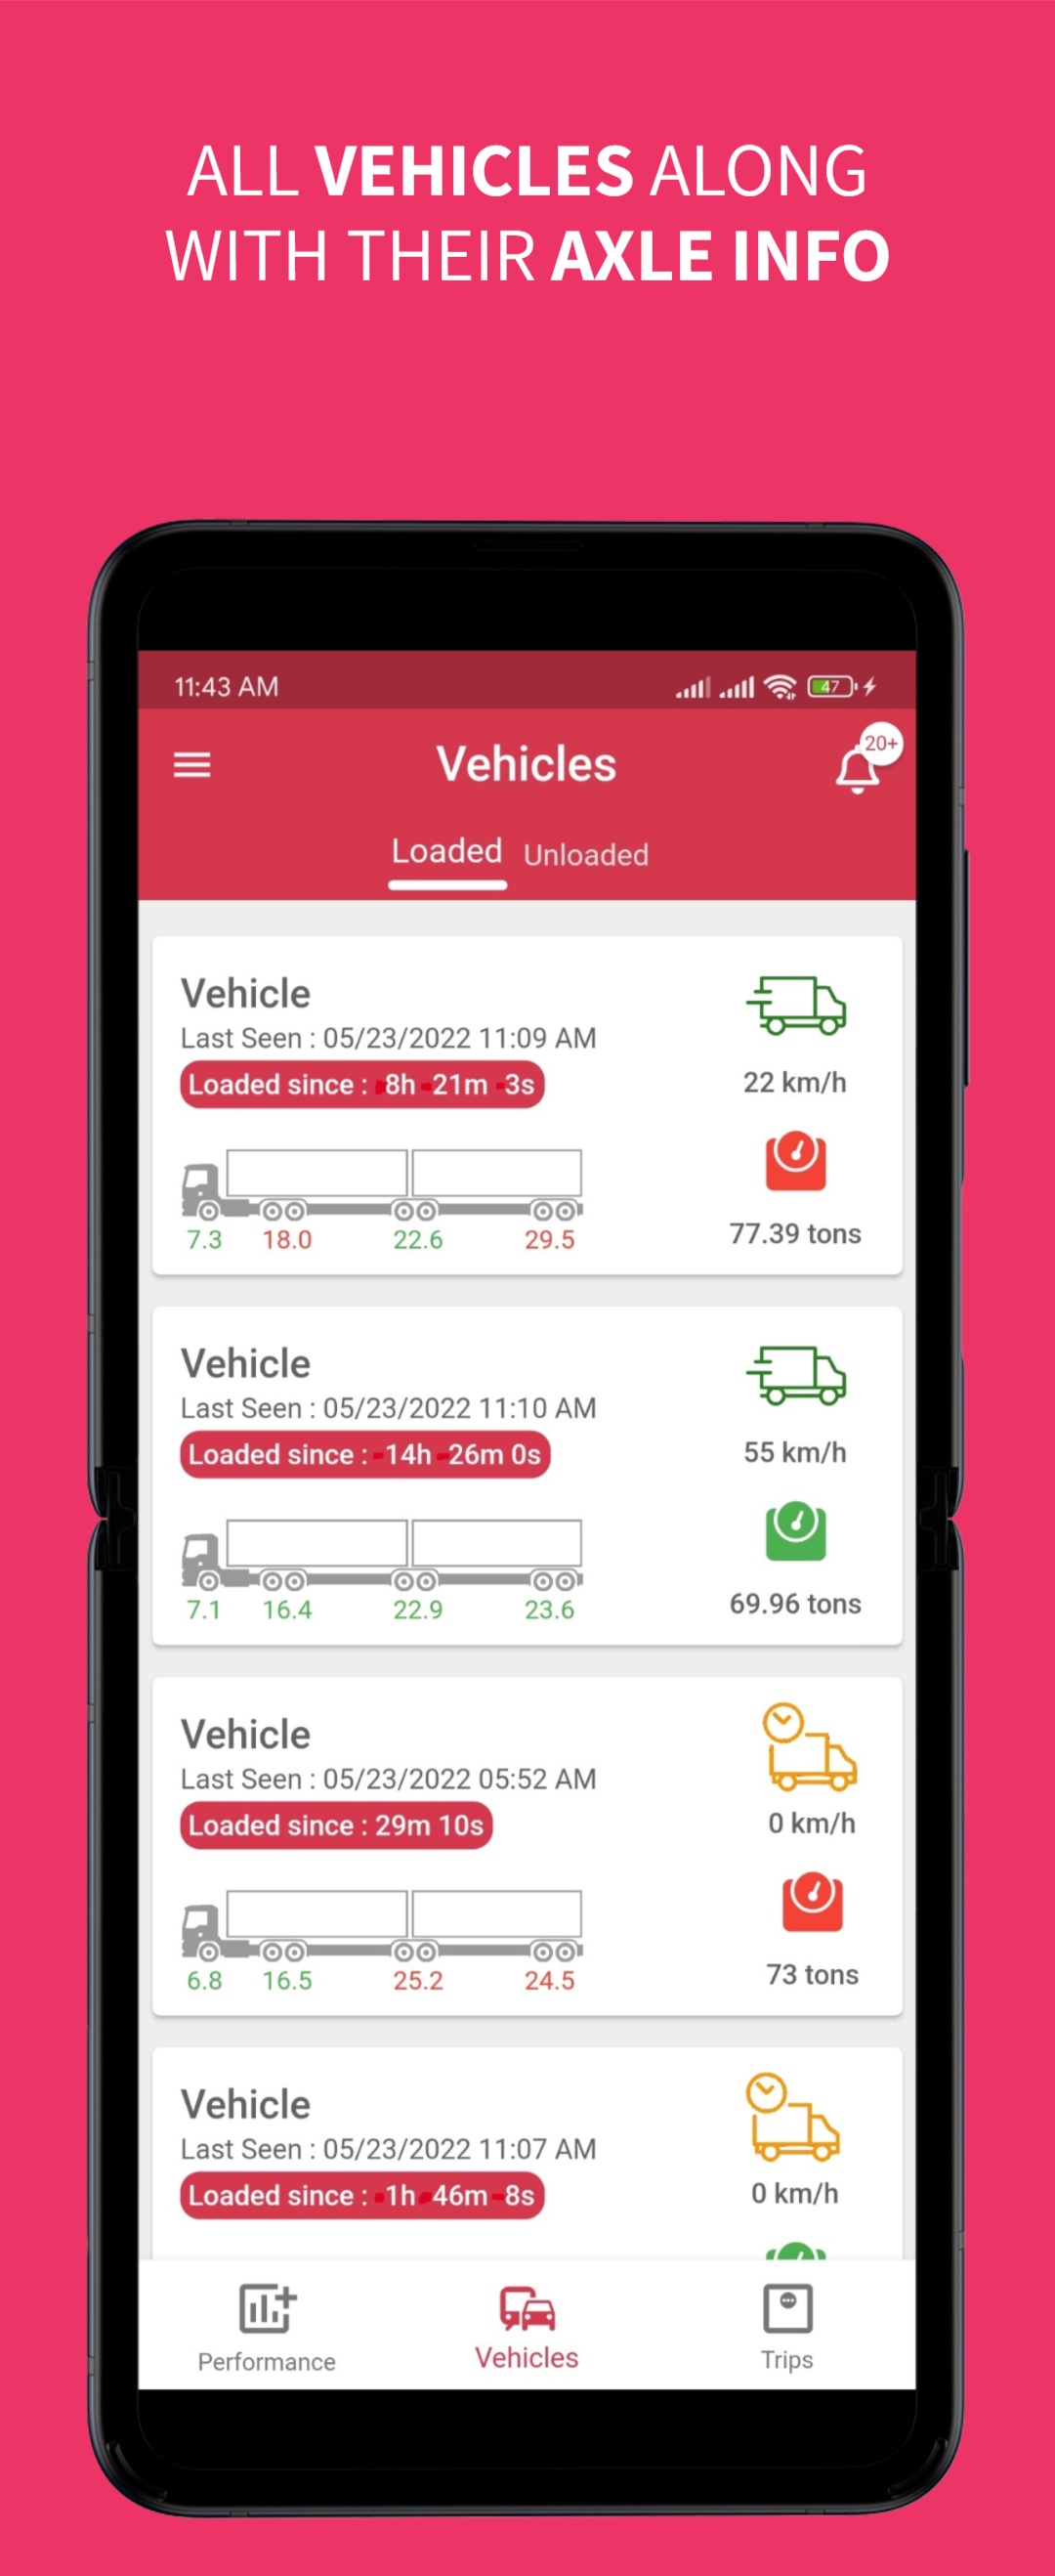 ALL VEHICLES ALONG
WITH THEIR AXLE INFO
11:43 AM
47
Vehicles
20+
Loaded Unloaded
Vehicle
Last Seen : 05/23/2022 11:09 AM
Loaded since : -8h -21m -3s
22 km/h
7.3 18.0 22.6 29.5
77.39 tons
Vehicle
Last Seen : 05/23/2022 11:10 AM
Loaded since : -14h -26m 0s
55 km/h
7.1 16.4 22.9 23.6
69.96 tons
Vehicle
Last Seen : 05/23/2022 05:52 AM
Loaded since : 29m 10s
0 km/h
6.8 16.5 25.2 24.5
73 tons
Vehicle
Last Seen : 05/23/2022 11:07 AM
Loaded since : -1h -46m -8s
0 km/h
Performance Vehicles Trips